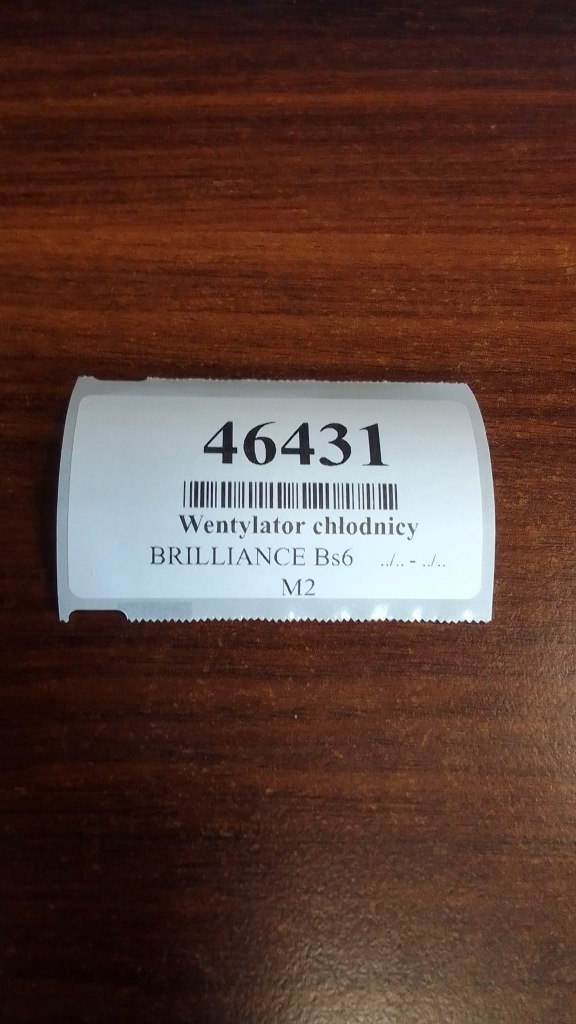 46431
Wentylator chłodnicy
BRILLIANCE Bs6 ../.. - ../..
M2